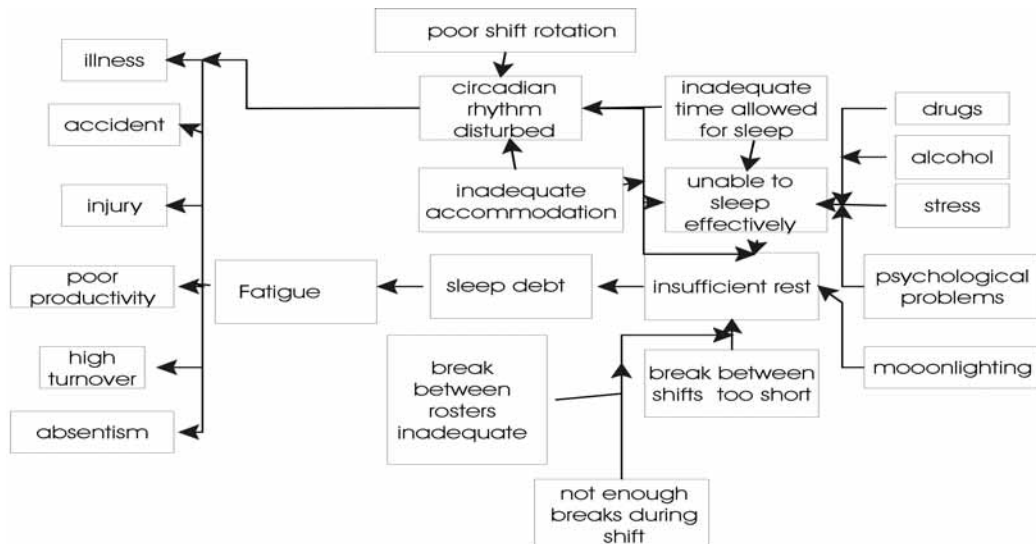 poor shift rotation
illness
circadian
rhythm
disturbed
inadequate
time allowed
for sleep
drugs
accident
alcohol
inadequate
accommodation
unable to
sleep
effectively
stress
injury
poor
productivity
Fatigue
sleep debt
insufficient rest
psychological
problems
high
turnover
break
between
rosters
inadequate
break between
shifts too short
mooonlighting
absentism
not enough
breaks during
shift